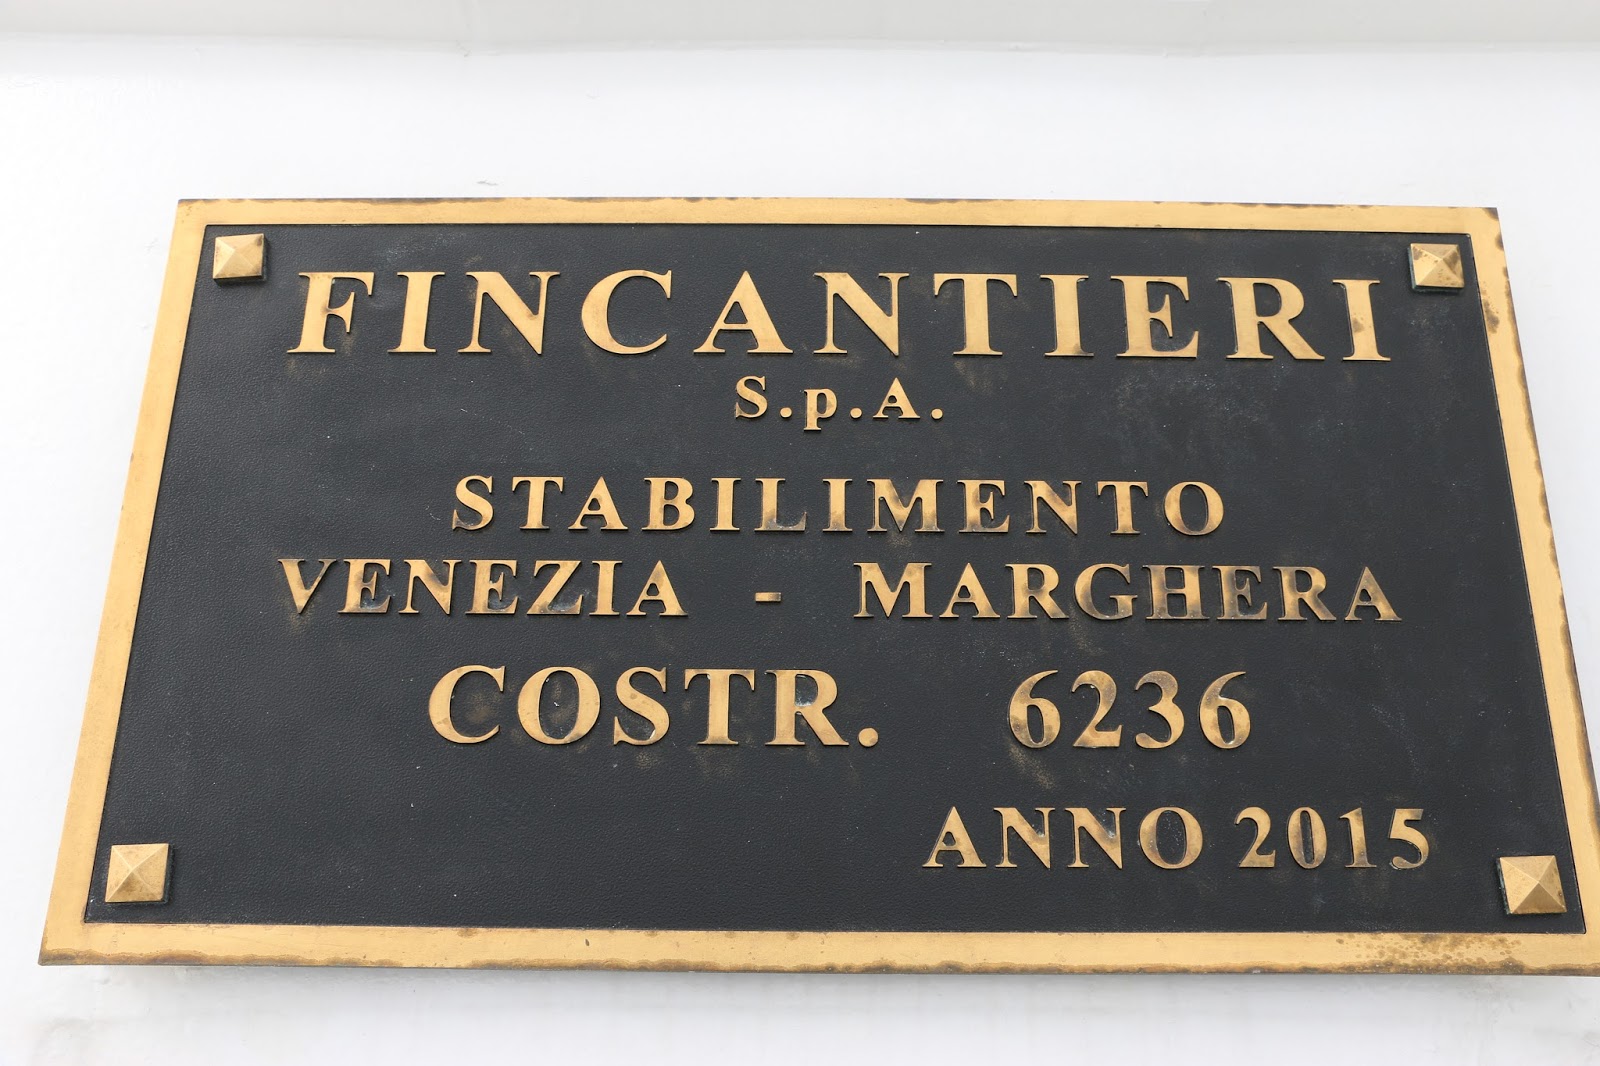 FINCANTIERI
S.p.A.
STABILIMENTO
VENEZIA - MARGHERA
COSTR. 6236
ANNO 2015